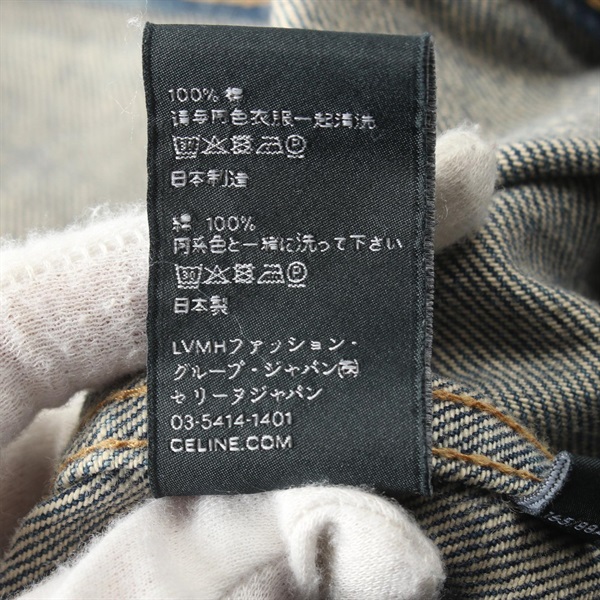 100% 棉
请与同色衣服一起清洗
30 P
日本制造
綿 100%
同系色と一緒に洗って下さい
30 P
日本製
LVMHファッション・
グループ・ジャパン㈱
セリーヌジャパン
03-5414-1401
CELINE.COM